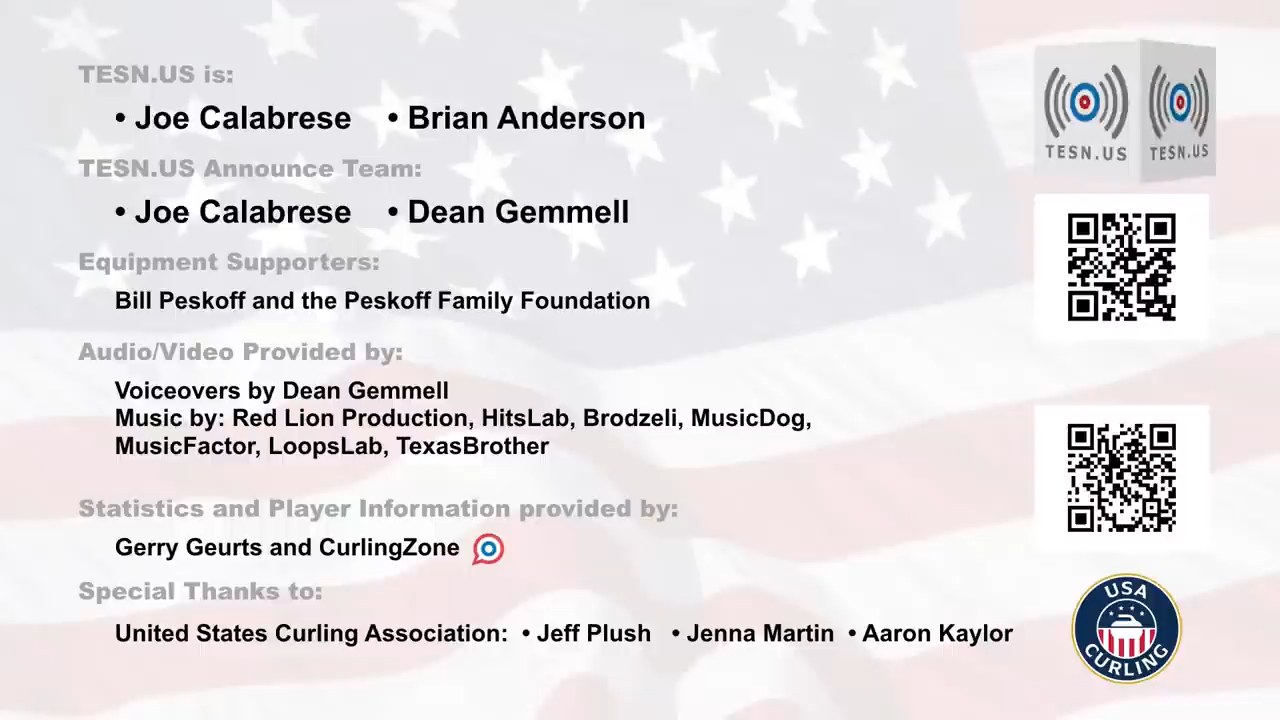 TESN.US is:
• Joe Calabrese • Brian Anderson
TESN.US Announce Team:
• Joe Calabrese • Dean Gemmell
Equipment Supporters:
Bill Peskoff and the Peskoff Family Foundation
Audio/Video Provided by:
Voiceovers by Dean Gemmell
Music by: Red Lion Production, HitsLab, Brodzeli, MusicDog,
MusicFactor, LoopsLab, TexasBrother
Statistics and Player Information provided by:
Gerry Geurts and CurlingZone
Special Thanks to:
United States Curling Association: • Jeff Plush • Jenna Martin • Aaron Kaylor
TESN.US
TESN.US
USA
CURLING